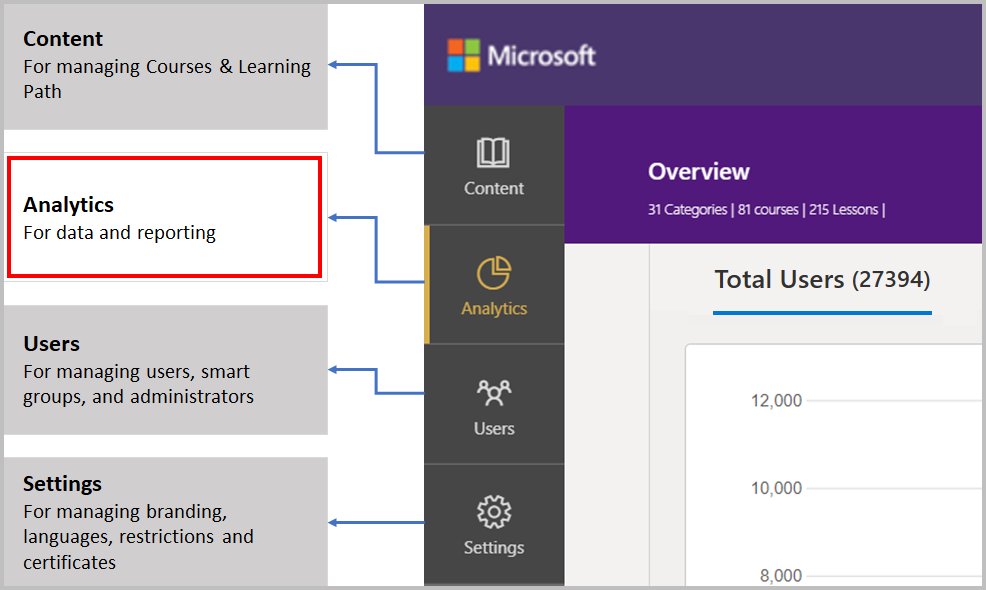 Content
For managing Courses & Learning
Path
Analytics
For data and reporting
Users
For managing users, smart
groups, and administrators
Settings
For managing branding,
languages, restrictions and
certificates
Microsoft
Content
Analytics
Users
Settings
Overview
31 Categories | 81 courses | 215 Lessons |
Total Users (27394)
12,000
10,000
8,000